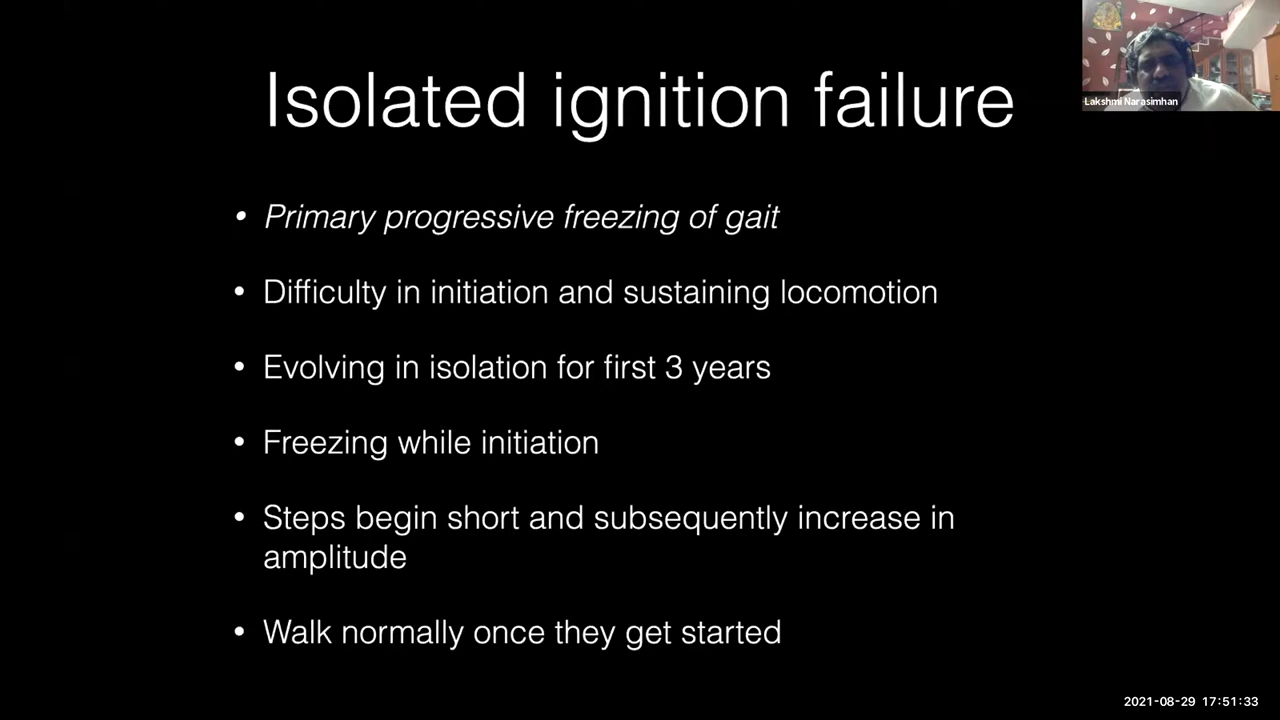 Isolated ignition failure
Lakshmi Narasimhan
• Primary progressive freezing of gait
• Difficulty in initiation and sustaining locomotion
• Evolving in isolation for first 3 years
• Freezing while initiation
• Steps begin short and subsequently increase in
amplitude
• Walk normally once they get started
2021-08-29 17:51:33